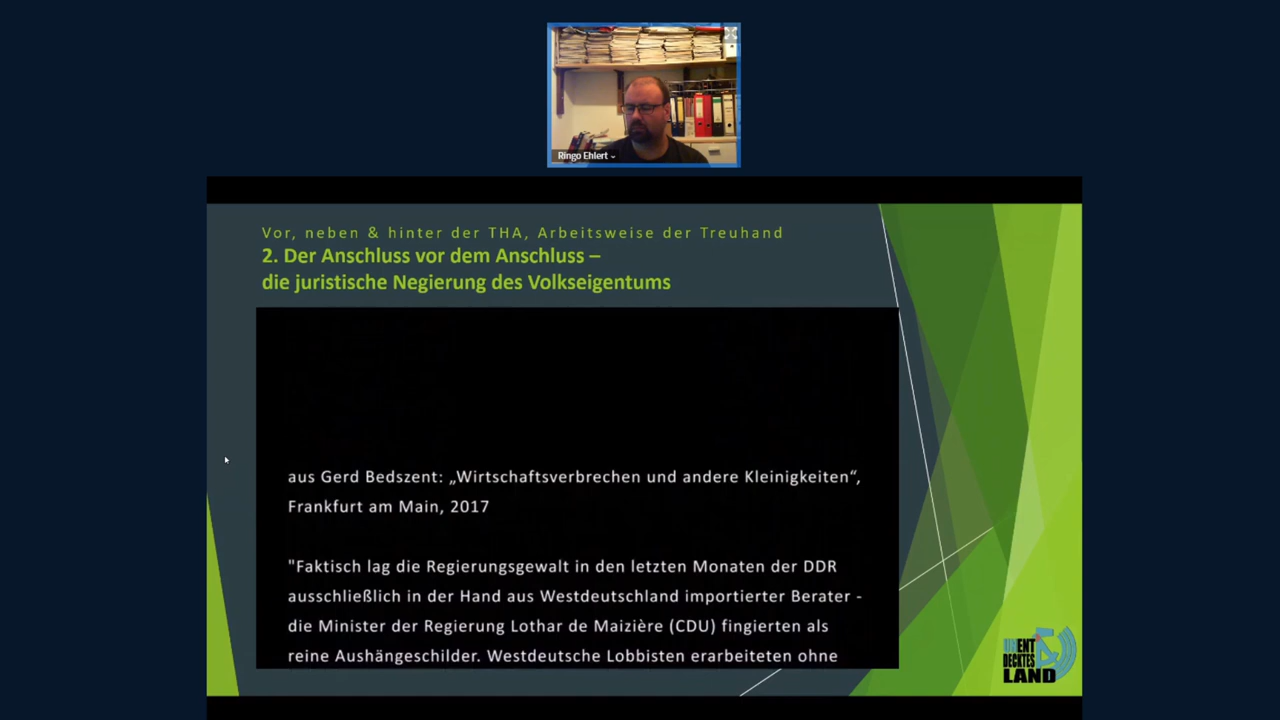 Ringo Ehlert
Vor, neben & hinter der THA, Arbeitsweise der Treuhand
2. Der Anschluss vor dem Anschluss –
die juristische Negierung des Volkseigentums
aus Gerd Bedszent: „Wirtschaftsverbrechen und andere Kleinigkeiten“,
Frankfurt am Main, 2017
"Faktisch lag die Regierungsgewalt in den letzten Monaten der DDR
ausschließlich in der Hand aus Westdeutschland importierter Berater -
die Minister der Regierung Lothar de Maizière (CDU) fingierten als
reine Aushängeschilder. Westdeutsche Lobbisten erarbeiteten ohne
UNENT
DECKTES
LAND